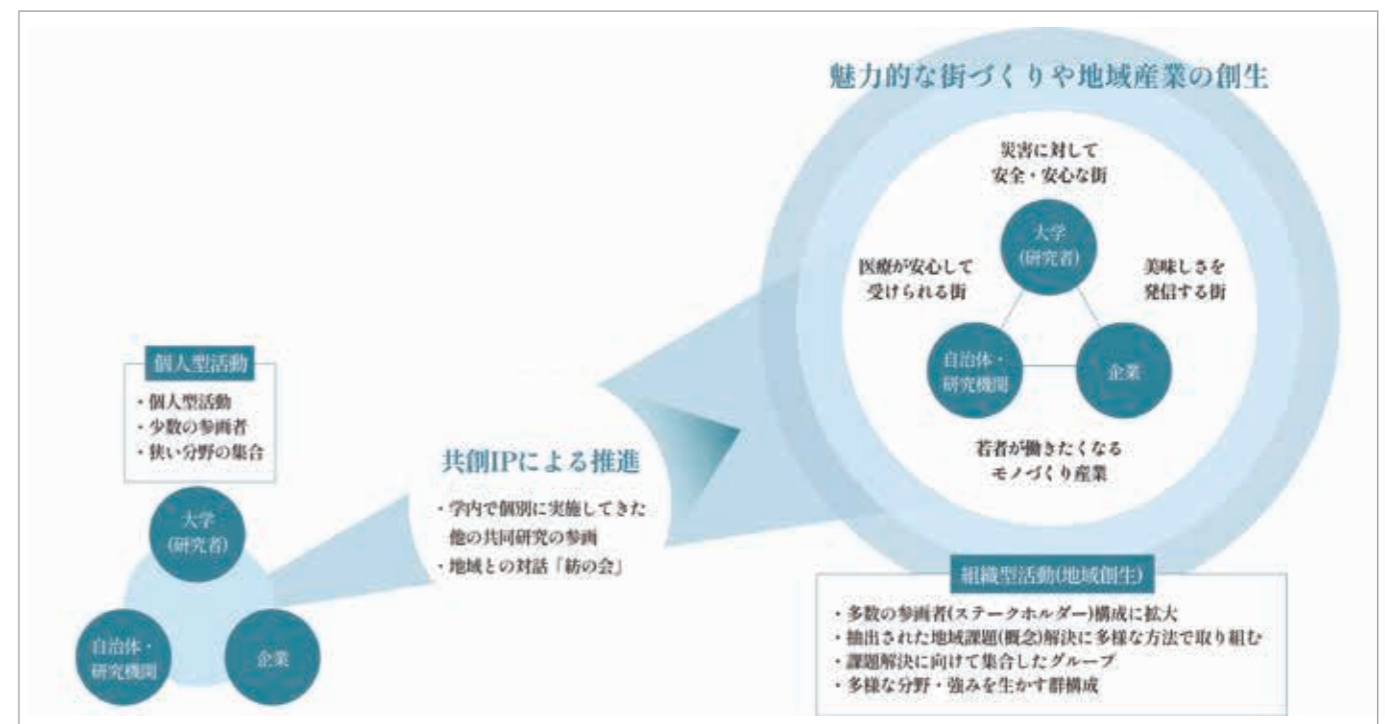 魅力的な街づくりや地域産業の創生
災害に対して
安全・安心な街
大学
(研究者)
医療が安心して
受けられる街
美味しさを
発信する街
自治体・
研究機関
企業
若者が働きたくなる
モノづくり産業
個人型活動
・個人型活動
・少数の参画者
・狭い分野の集合
大学
(研究者)
自治体・
研究機関
企業
共創IPによる推進
・学内で個別に実施してきた
他の共同研究の参画
・地域との対話「紡の会」
組織型活動(地域創生)
・多数の参画者(ステークホルダー)構成に拡大
・抽出された地域課題(概念)解決に多様な方法で取り組む
・課題解決に向けて集合したグループ
・多様な分野・強みを生かす群構成